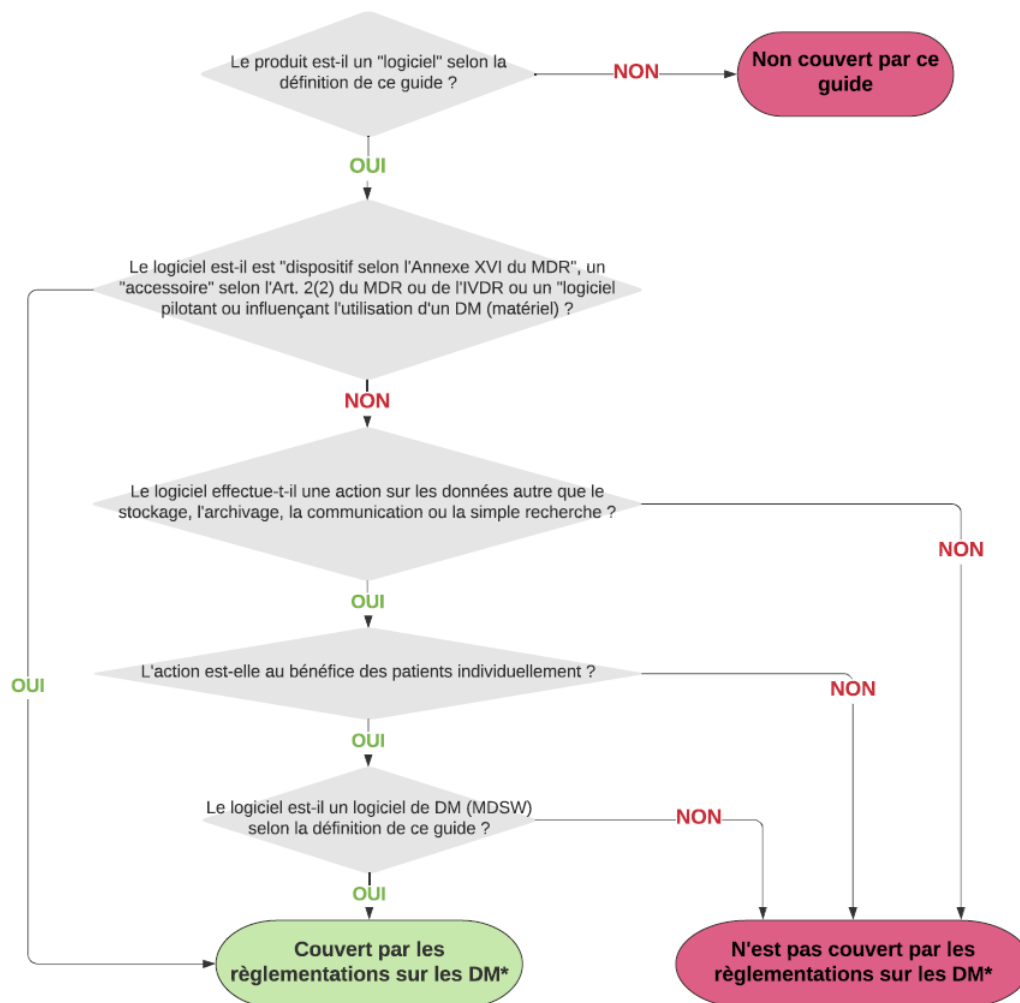 Le produit est-il un "logiciel" selon la
définition de ce guide ?
NON
Non couvert par ce
guide
OUI
Le logiciel est-il est "dispositif selon l'Annexe XVI du MDR", un
"accessoire" selon l'Art. 2(2) du MDR ou de l'IVDR ou un "logiciel
pilotant ou influençant l'utilisation d'un DM (matériel) ?
NON
Le logiciel effectue-t-il une action sur les données autre que le
stockage, l'archivage, la communication ou la simple recherche ?
NON
OUI
L'action est-elle au bénéfice des patients individuellement ?
OUI
NON
OUI
Le logiciel est-il un logiciel de DM (MDSW)
selon la définition de ce guide ?
NON
OUI
Couvert par les
règlementations sur les DM*
N'est pas couvert par les
règlementations sur les DM*